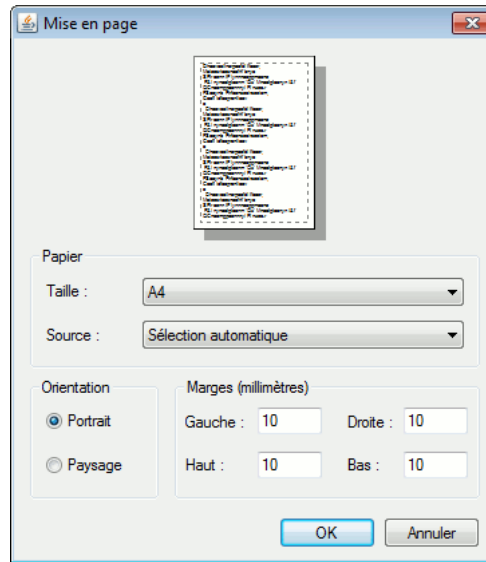 Mise en page
Papier
Taille :
A4
Source :
Sélection automatique
Orientation
Portrait
Paysage
Marges (millimètres)
Gauche : 10 Droite : 10
Haut : 10 Bas : 10
OK Annuler